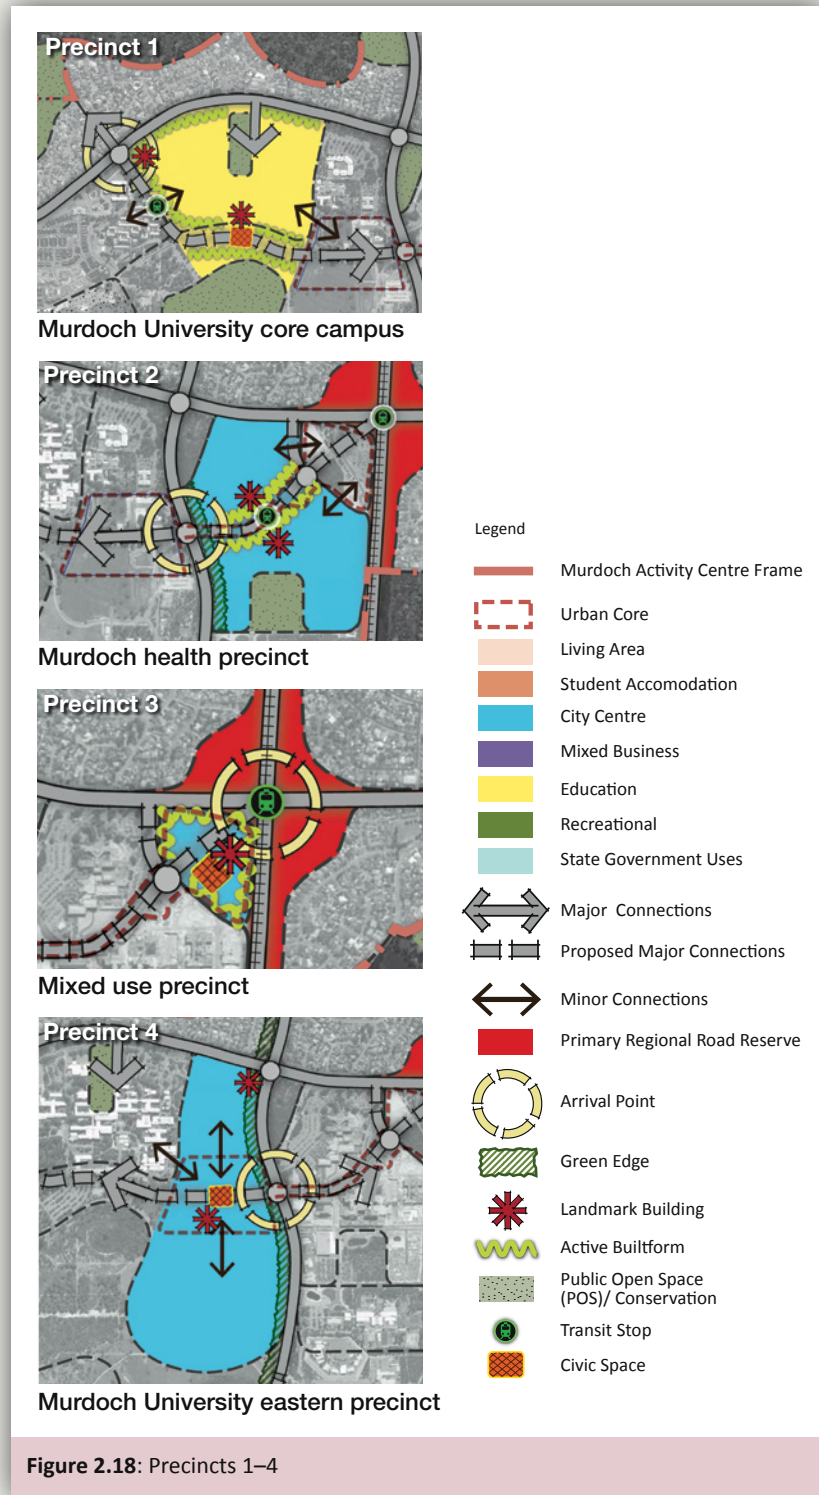 Precinct 1
Murdoch University core campus
Precinct 2
Murdoch health precinct
Precinct 3
Mixed use precinct
Precinct 4
Murdoch University eastern precinct
Legend
Murdoch Activity Centre Frame
Urban Core
Living Area
Student Accomodation
City Centre
Mixed Business
Education
Recreational
State Government Uses
Major Connections
Proposed Major Connections
Minor Connections
Primary Regional Road Reserve
Arrival Point
Green Edge
Landmark Building
Active Builtform
Public Open Space
(POS)/ Conservation
Transit Stop
Civic Space
Figure 2.18: Precincts 1–4